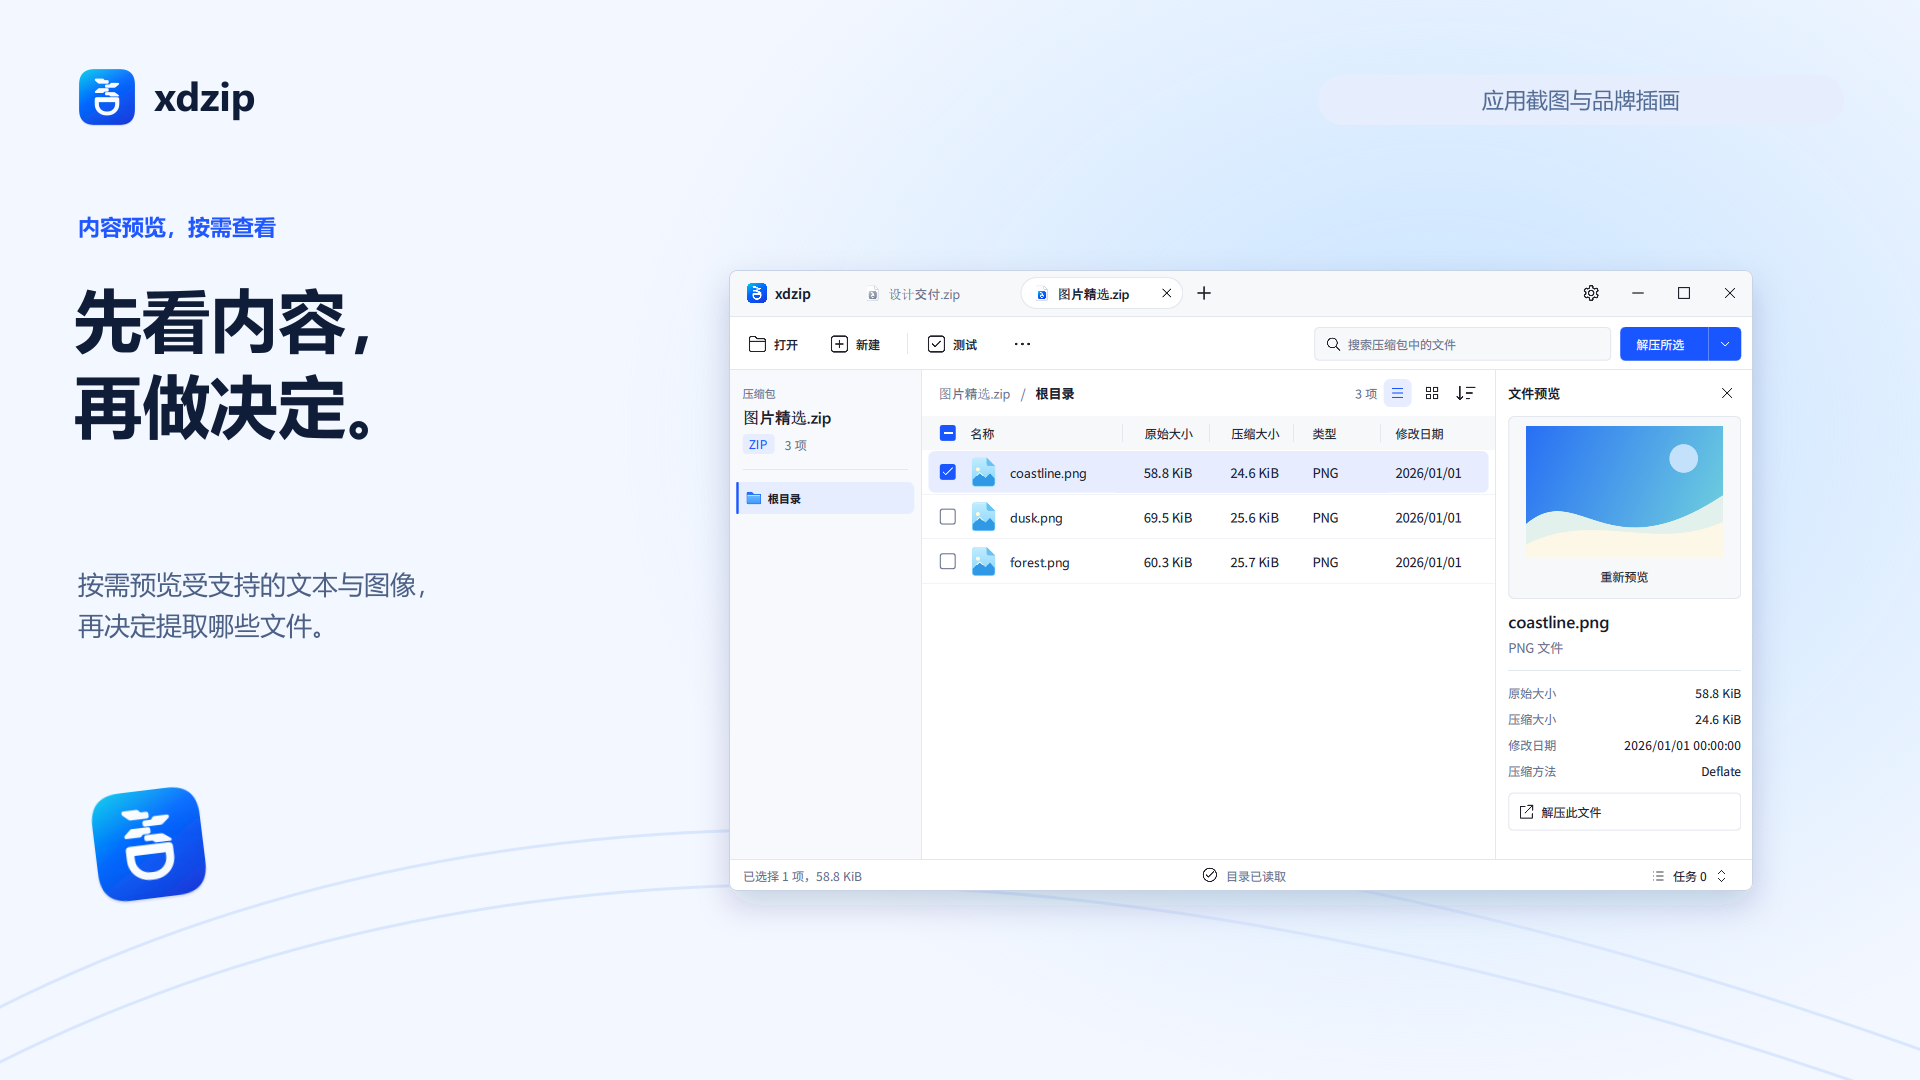 xdzip
应用截图与品牌插画
内容预览，按需查看
先看内容，
再做决定。
按需预览受支持的文本与图像，
再决定提取哪些文件。
xdzip
设计交付.zip
图片精选.zip
打开
新建
测试
搜索压缩包中的文件
解压所选
压缩包
图片精选.zip
ZIP 3 项
根目录
图片精选.zip / 根目录
3 项
名称 原始大小 压缩大小 类型 修改日期
coastline.png 58.8 KiB 24.6 KiB PNG 2026/01/01
dusk.png 69.5 KiB 25.6 KiB PNG 2026/01/01
forest.png 60.3 KiB 25.7 KiB PNG 2026/01/01
文件预览
重新预览
coastline.png
PNG 文件
原始大小 58.8 KiB
压缩大小 24.6 KiB
修改日期 2026/01/01 00:00:00
压缩方法 Deflate
解压此文件
已选择 1 项，58.8 KiB
目录已读取
任务 0